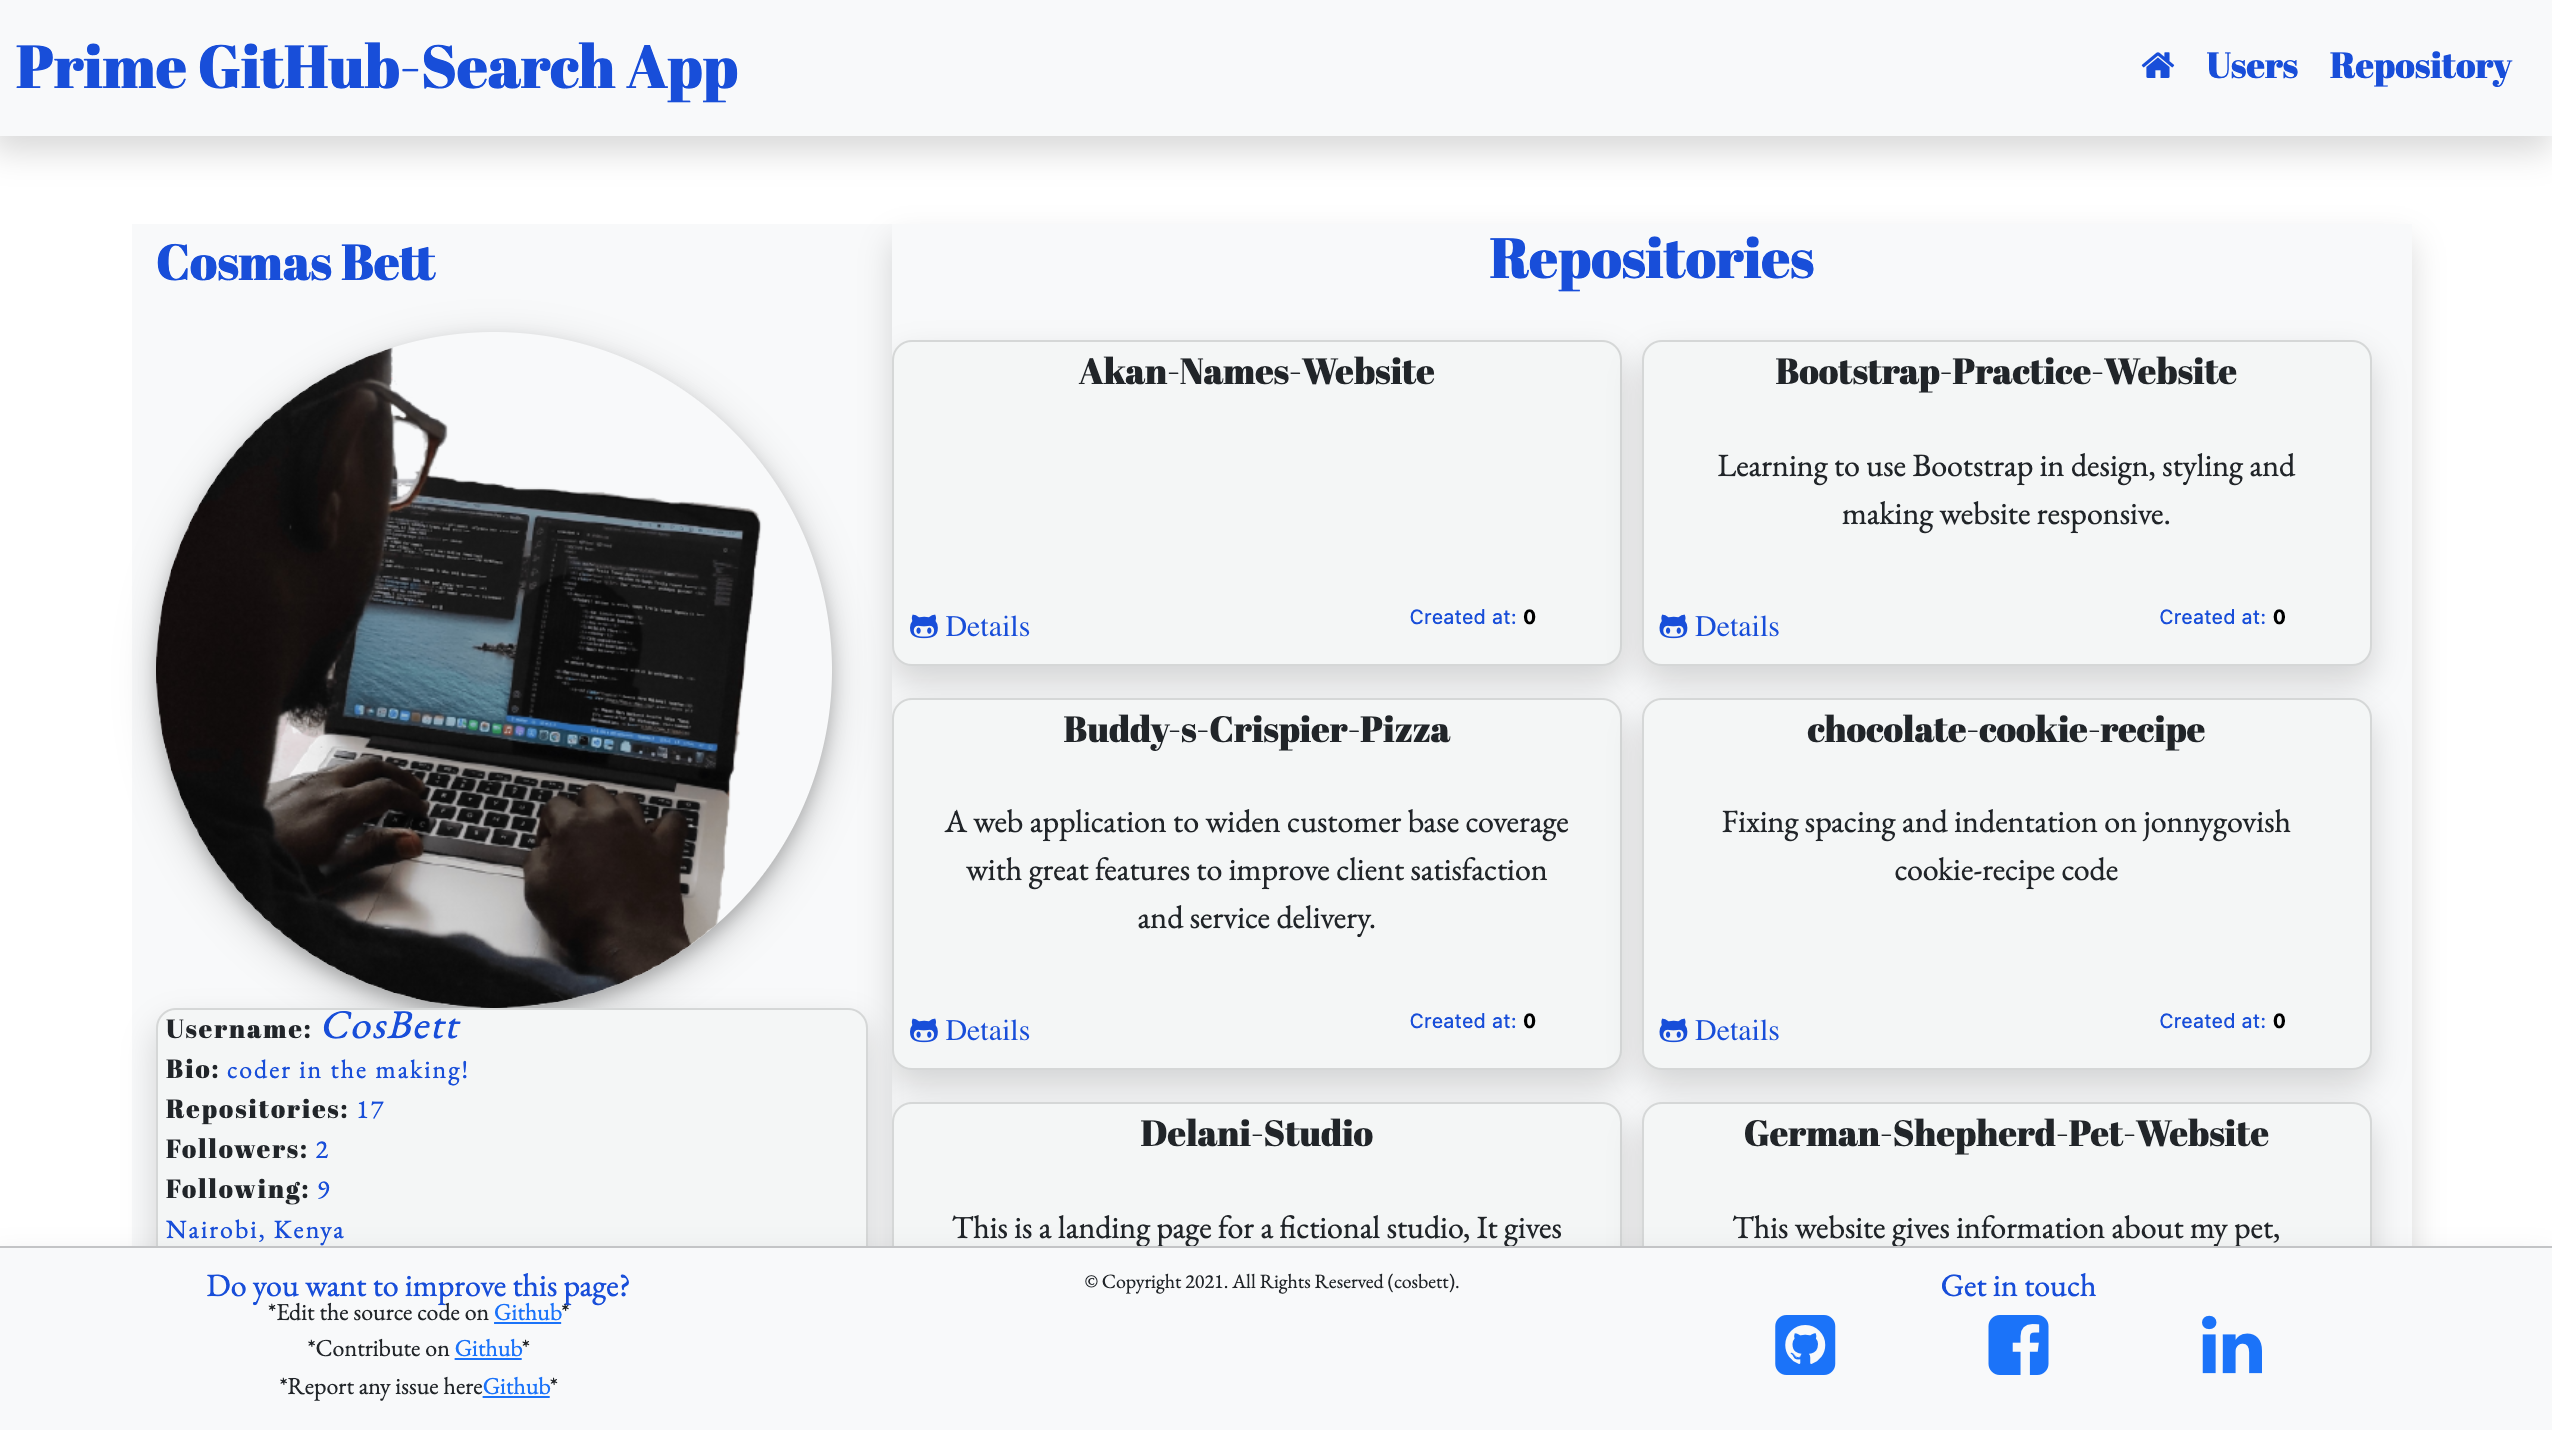 Prime GitHub-Search App
Users
Repository
Cosmas Bett
Username: CosBett
Bio: coder in the making!
Repositories: 17
Followers: 2
Following: 9
Nairobi, Kenya
Repositories
Akan-Names-Website
Details
Created at: 0
Bootstrap-Practice-Website
Learning to use Bootstrap in design, styling and
making website responsive.
Details
Created at: 0
Buddy-s-Crispier-Pizza
A web application to widen customer base coverage
with great features to improve client satisfaction
and service delivery.
Details
Created at: 0
chocolate-cookie-recipe
Fixing spacing and indentation on jonnygovish
cookie-recipe code
Details
Created at: 0
Delani-Studio
This is a landing page for a fictional studio, It gives
German-Shepherd-Pet-Website
This website gives information about my pet,
Do you want to improve this page?
*Edit the source code on Github*
*Contribute on Github*
*Report any issue hereGithub*
© Copyright 2021. All Rights Reserved (cosbett).
Get in touch